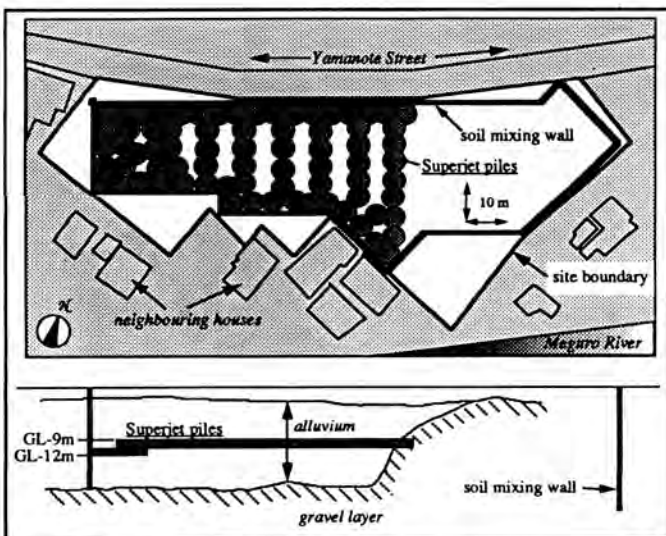 Yamanote Street
soil mixing wall
Superjet piles
10 m
site boundary
neighbouring houses
N
Meguro River
Superjet piles
alluvium
GL-9m
GL-12m
soil mixing wall
gravel layer